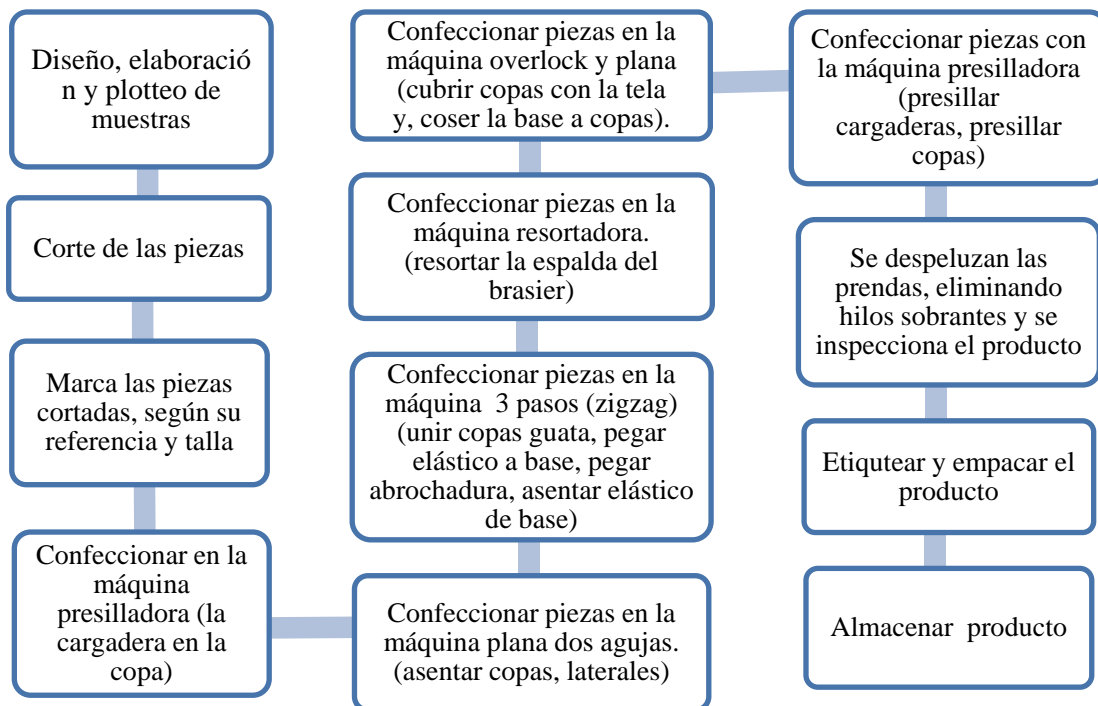 Diseño, elaboració
n y plotteo de
muestras
Corte de las piezas
Marca las piezas
cortadas, según su
referencia y talla
Confeccionar en la
máquina
presilladora (la
cargadera en la
copa)
Confeccionar piezas en la
máquina plana dos agujas.
(asentar copas, laterales)
Confeccionar piezas en la
máquina 3 pasos (zigzag)
(unir copas guata, pegar
elástico a base, pegar
abrochadura, asentar elástico
de base)
Confeccionar piezas en la
máquina resortadora.
(resortar la espalda del
brasier)
Confeccionar piezas en la
máquina overlock y plana
(cubrir copas con la tela
y, coser la base a copas).
Confeccionar piezas con
la máquina presilladora
(presillar
cargaderas, presillar
copas)
Se despeluzan las
prendas, eliminando
hilos sobrantes y se
inspecciona el producto
Etiqutear y empacar el
producto
Almacenar producto